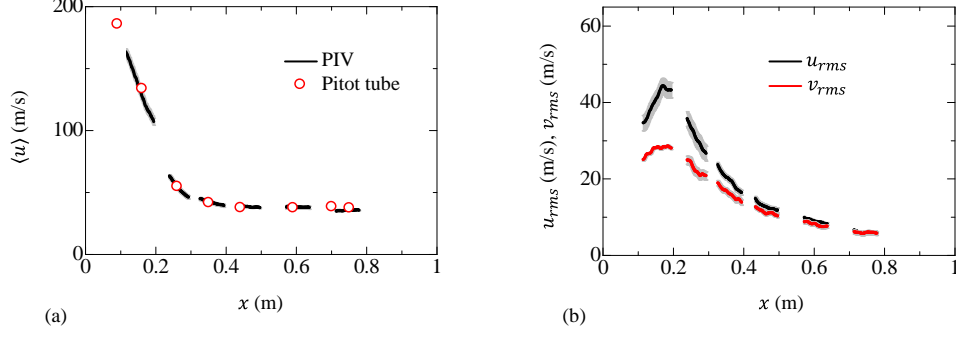 200
100
0
0
0.2
0.4
0.6
0.8
1
⟨u⟩ (m/s)
x (m)
PIV
Pitot tube
(a)
60
40
20
0
0
0.2
0.4
0.6
0.8
1
u_rms (m/s), v_rms (m/s)
x (m)
u_rms
v_rms
(b)